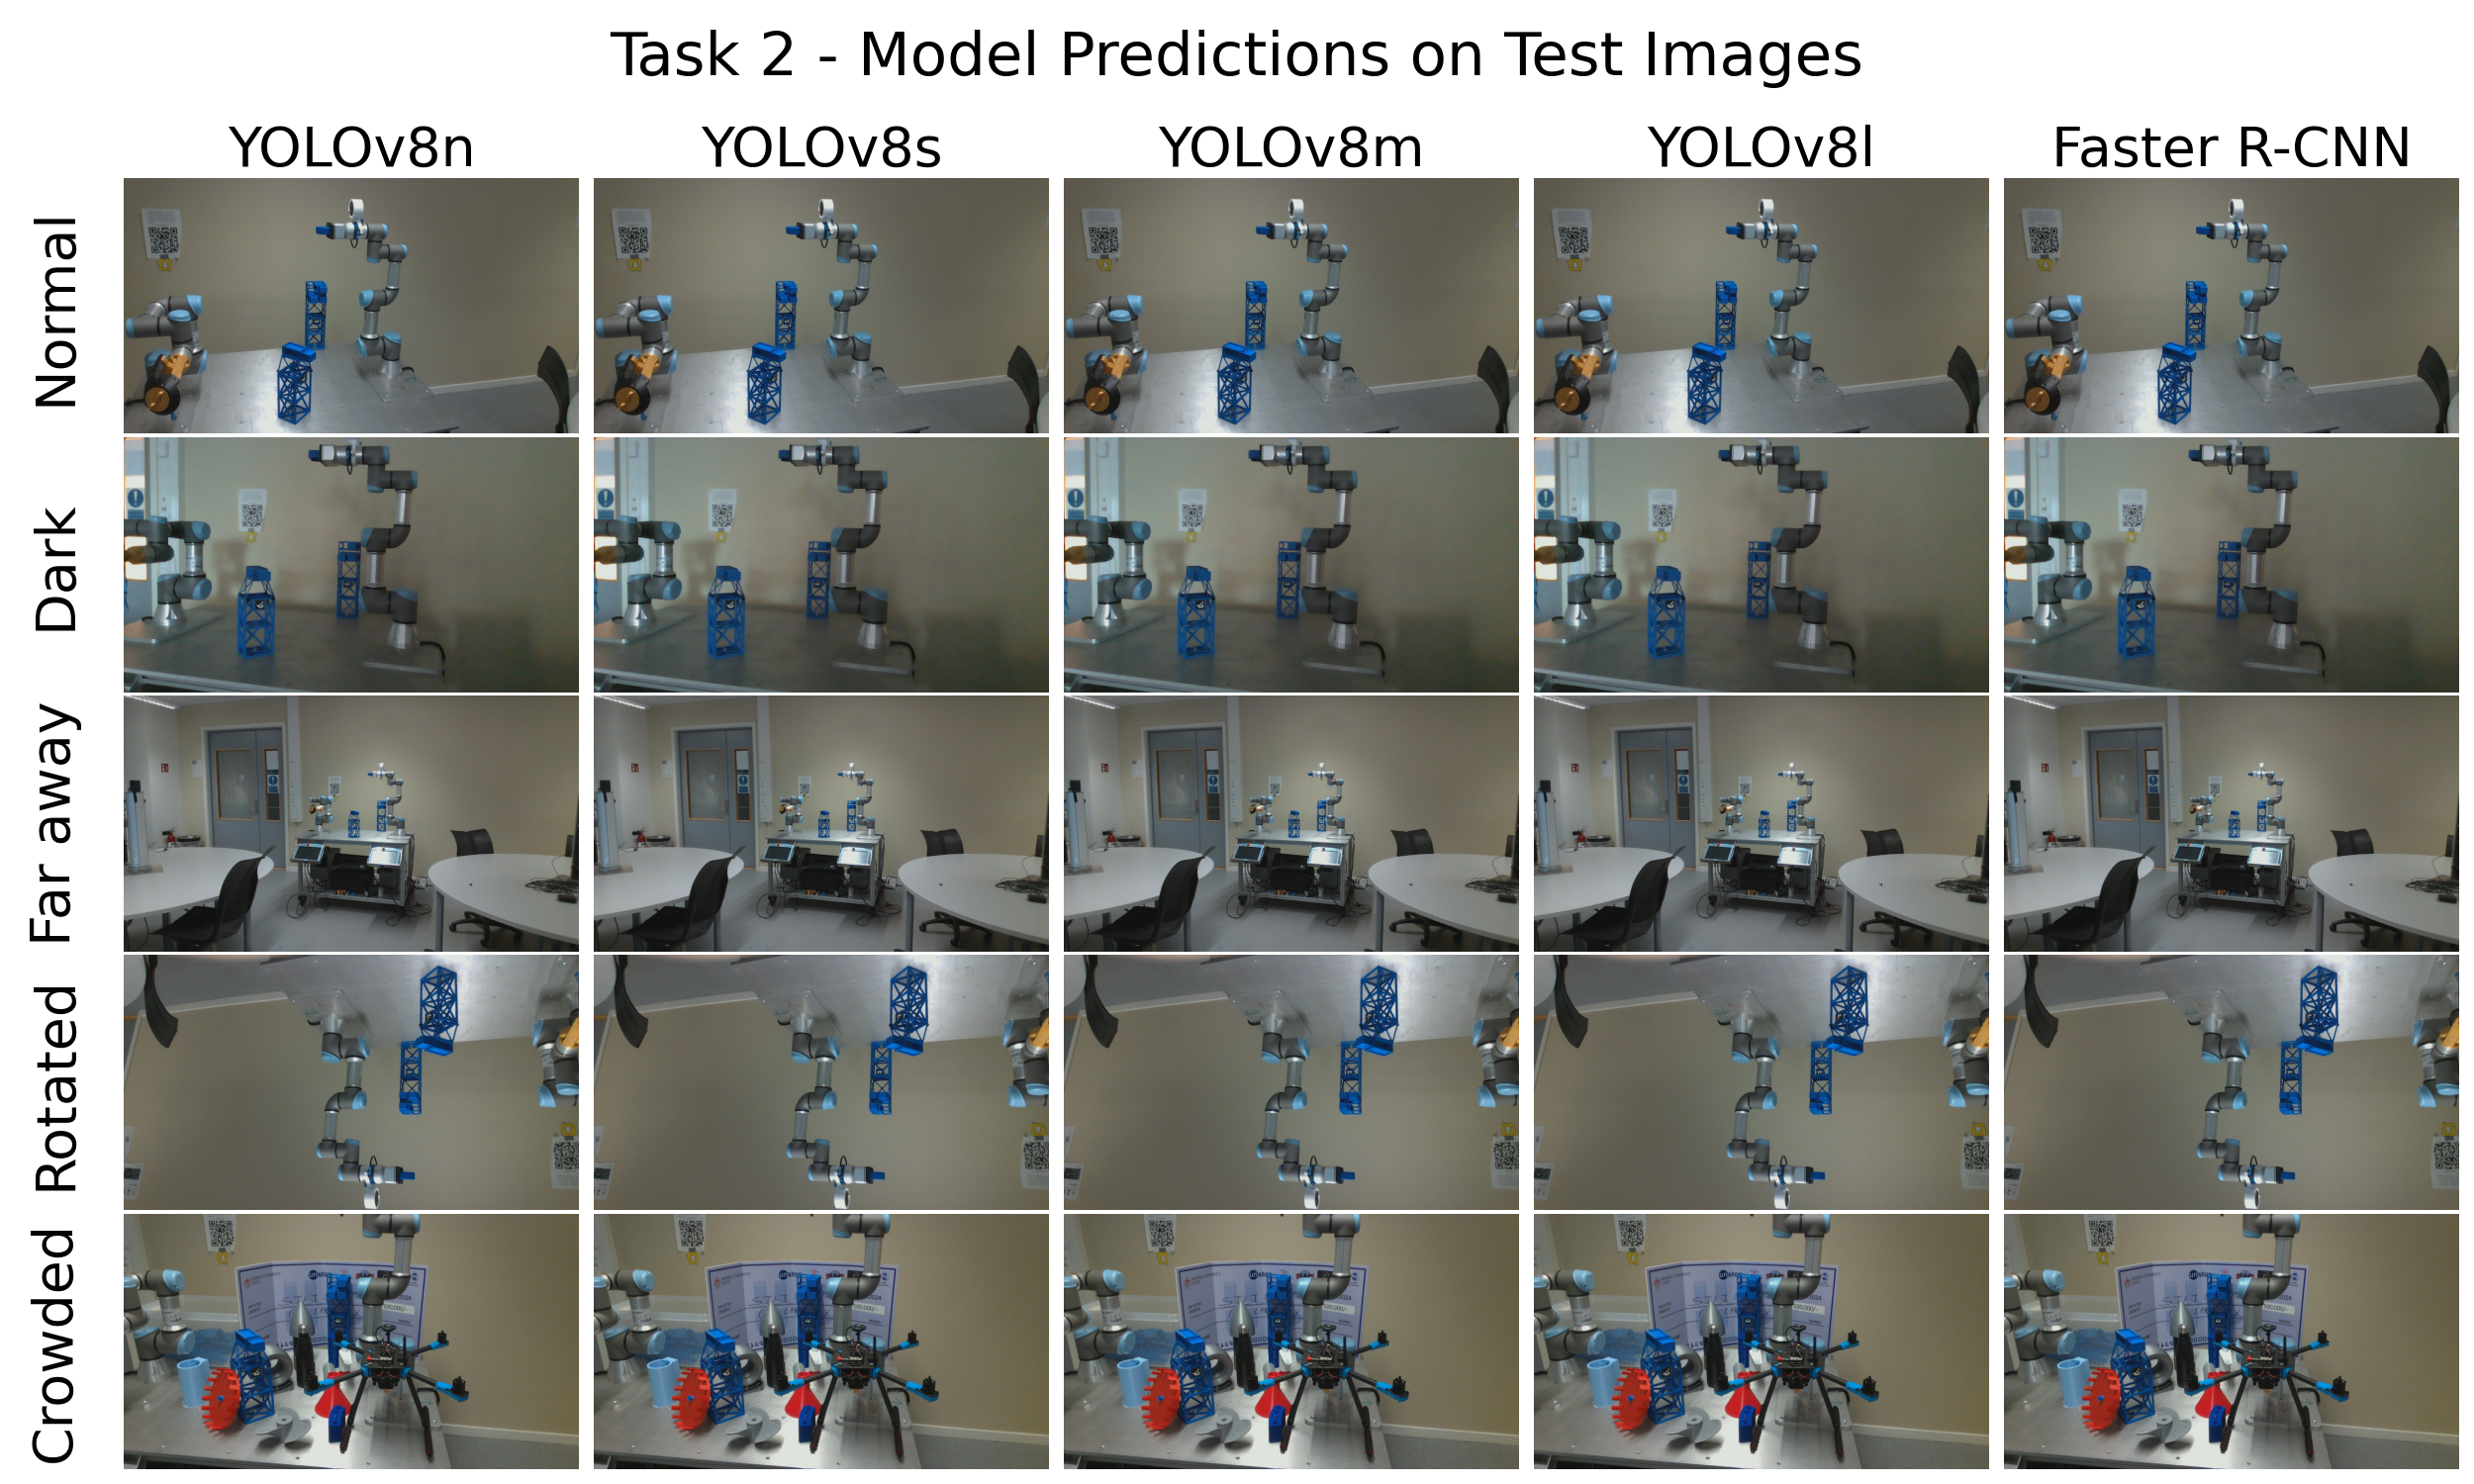 Task 2 - Model Predictions on Test Images
YOLOv8n YOLOv8s YOLOv8m YOLOv8l Faster R-CNN
Normal
Dark
Far away
Rotated
Crowded